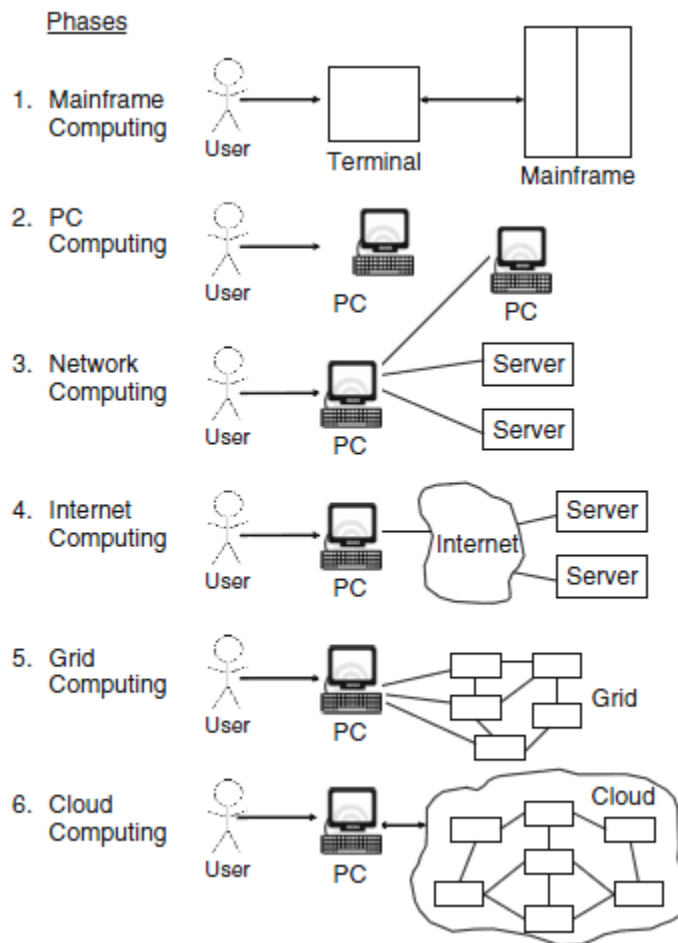 Phases
1. Mainframe
Computing
User
Terminal
Mainframe
2. PC
Computing
User
PC
PC
3. Network
Computing
User
PC
Server
Server
4. Internet
Computing
User
PC
Internet
Server
Server
5. Grid
Computing
User
PC
Grid
6. Cloud
Computing
User
PC
Cloud